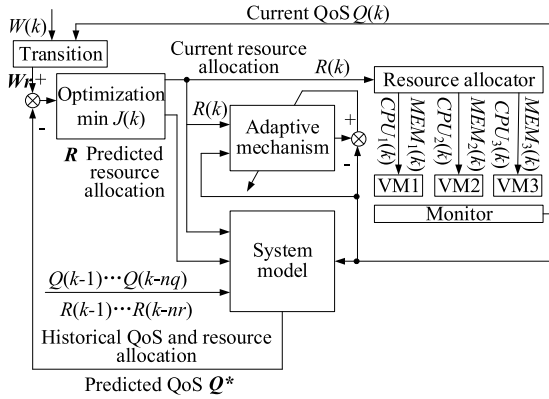 Current QoS Q(k)
W(k)
Transition
Current resource
allocation
R(k)
Resource allocator
Wr
+
-
Optimization
min J(k)
R(k)
Adaptive
mechanism
+
-
CPU₁(k)
MEM₁(k)
CPU₂(k)
MEM₂(k)
CPU₃(k)
MEM₃(k)
R Predicted
resource
allocation
VM1
VM2
VM3
Monitor
System
model
Q(k-1)···Q(k-nq)
R(k-1)···R(k-nr)
Historical QoS and resource
allocation
Predicted QoS Q*